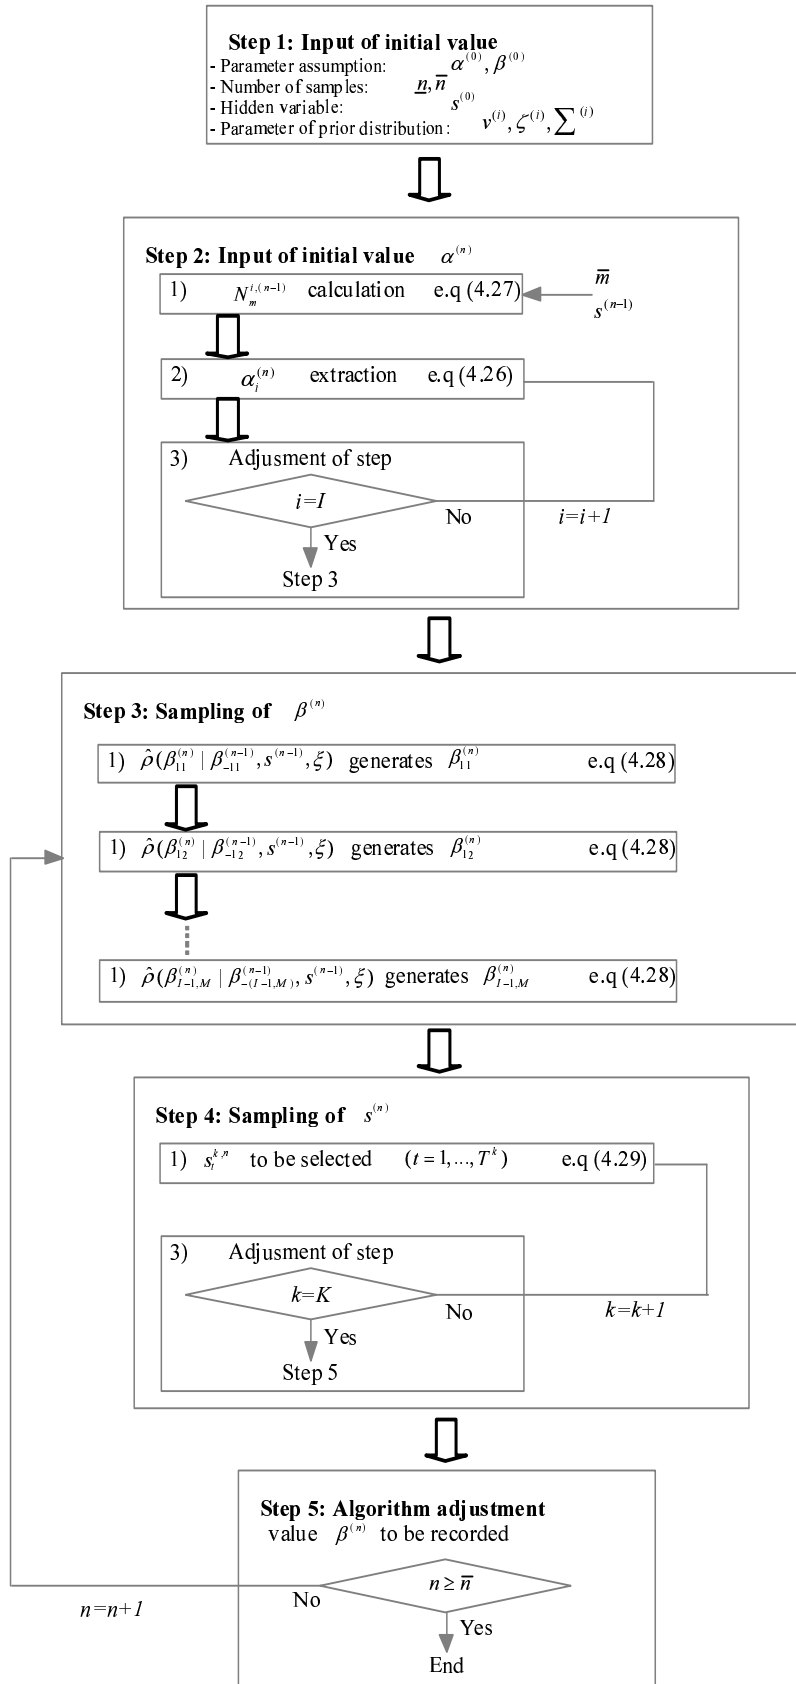 Step 1: Input of initial value
- Parameter assumption: α^(0), β^(0)
- Number of samples: n̲, n̅
- Hidden variable: s^(0)
- Parameter of prior distribution: ν^(i), ζ^(i), ∑^(i)
Step 2: Input of initial value α^(n)
1) N_m^{i,(n−1)} calculation e.q (4.27)
m̅
s^(n−1)
2) α_i^(n) extraction e.q (4.26)
3) Adjusment of step
i=I
No
i=i+1
Yes
Step 3
Step 3: Sampling of β^(n)
1) ρ̂(β_11^(n) | β_−11^(n−1), s^(n−1), ξ) generates β_11^(n) e.q (4.28)
1) ρ̂(β_12^(n) | β_−12^(n−1), s^(n−1), ξ) generates β_12^(n) e.q (4.28)
1) ρ̂(β_{I−1,M}^(n) | β_{−(I−1,M)}^(n−1), s^(n−1), ξ) generates β_{I−1,M}^(n) e.q (4.28)
Step 4: Sampling of s^(n)
1) s_t^{k,n} to be selected (t = 1,...,T^k) e.q (4.29)
3) Adjusment of step
k=K
No
k=k+1
Yes
Step 5
Step 5: Algorithm adjustment
value β^(n) to be recorded
n ≥ n̅
No
n=n+1
Yes
End